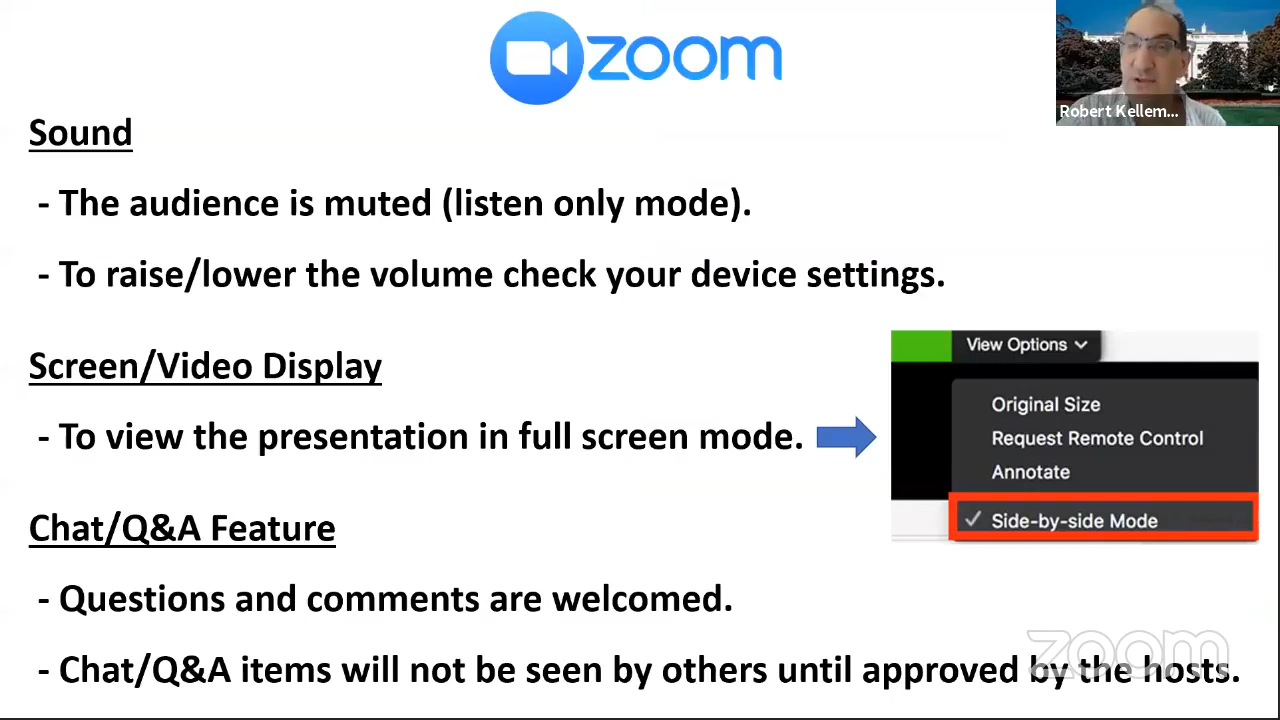 zoom
Robert Kellem...
Sound
- The audience is muted (listen only mode).
- To raise/lower the volume check your device settings.
Screen/Video Display
- To view the presentation in full screen mode.
View Options
Original Size
Request Remote Control
Annotate
Side-by-side Mode
Chat/Q&A Feature
- Questions and comments are welcomed.
- Chat/Q&A items will not be seen by others until approved by the hosts.
zoom